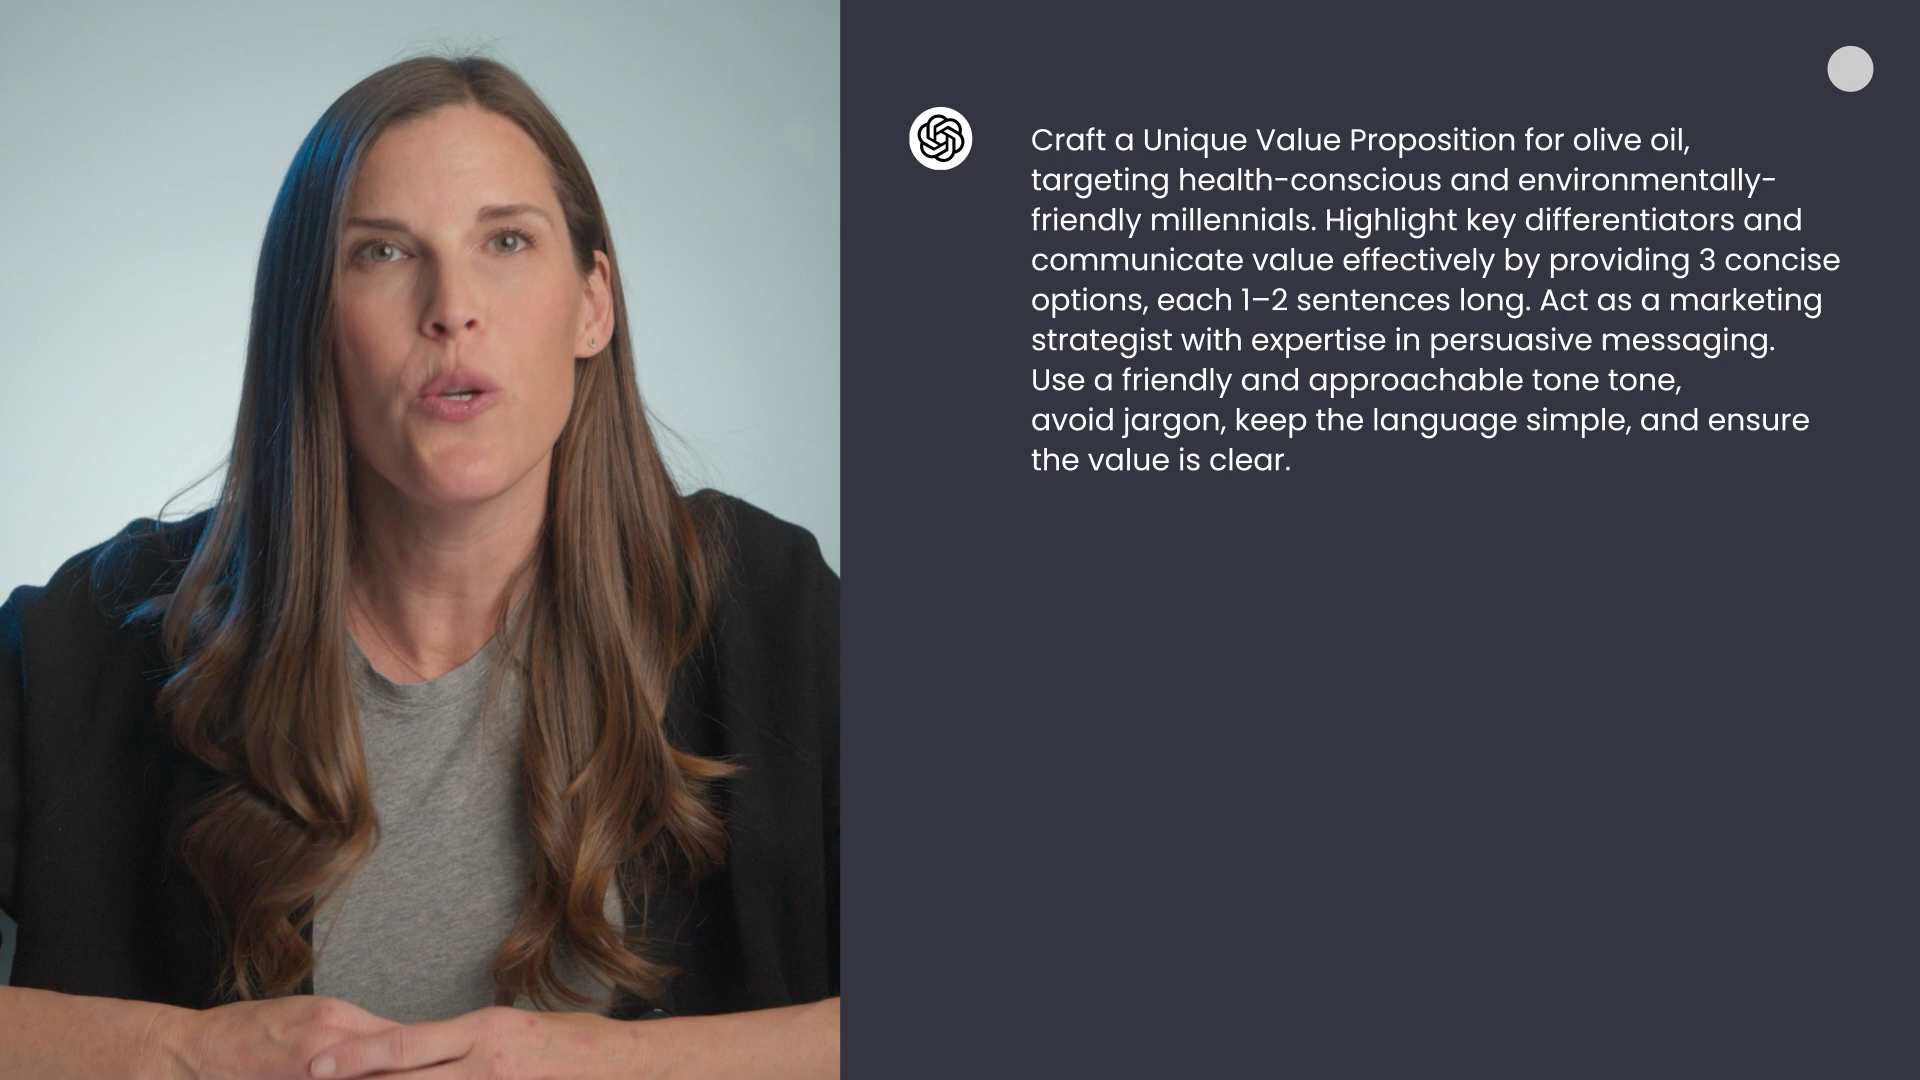 Craft a Unique Value Proposition for olive oil,
targeting health-conscious and environmentally-
friendly millennials. Highlight key differentiators and
communicate value effectively by providing 3 concise
options, each 1–2 sentences long. Act as a marketing
strategist with expertise in persuasive messaging.
Use a friendly and approachable tone tone,
avoid jargon, keep the language simple, and ensure
the value is clear.